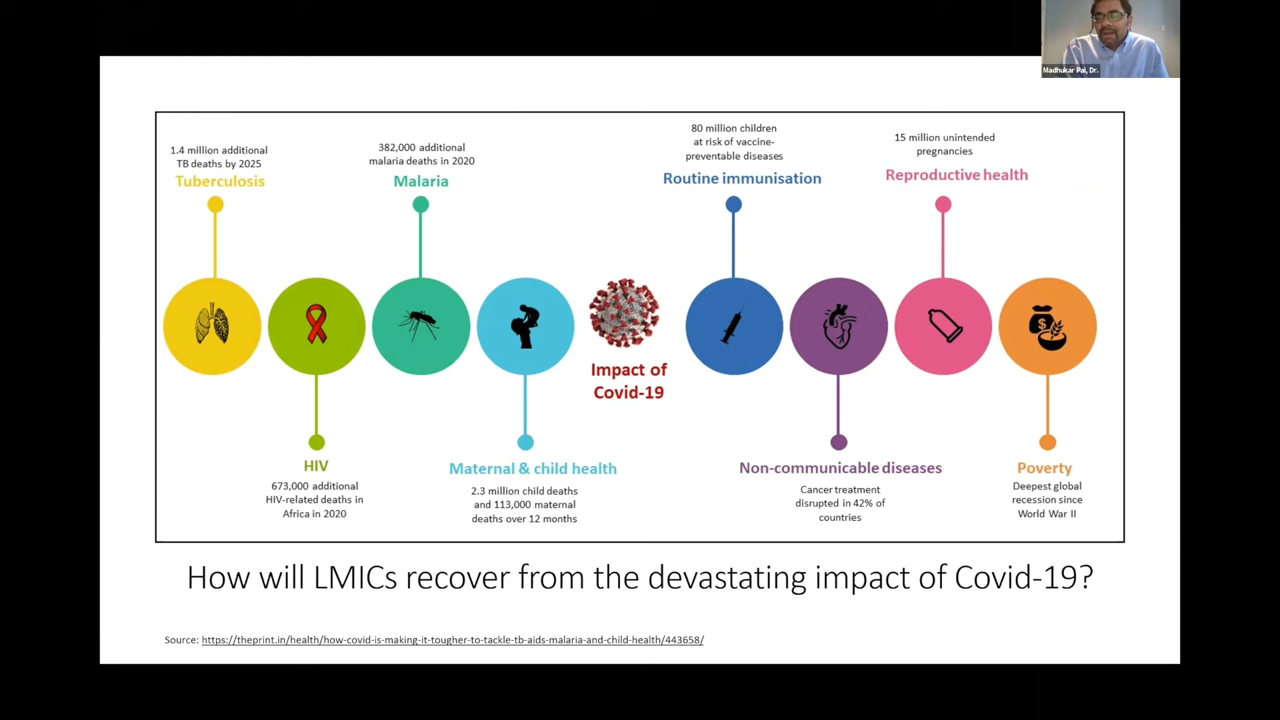 Madhukar Pai, Dr.
1.4 million additional
TB deaths by 2025
Tuberculosis
382,000 additional
malaria deaths in 2020
Malaria
80 million children
at risk of vaccine-
preventable diseases
Routine immunisation
15 million unintended
pregnancies
Reproductive health
Impact of
Covid-19
HIV
673,000 additional
HIV-related deaths in
Africa in 2020
Maternal & child health
2.3 million child deaths
and 113,000 maternal
deaths over 12 months
Non-communicable diseases
Cancer treatment
disrupted in 42% of
countries
Poverty
Deepest global
recession since
World War II
How will LMICs recover from the devastating impact of Covid-19?
Source: https://theprint.in/health/how-covid-is-making-it-tougher-to-tackle-tb-aids-malaria-and-child-health/443658/